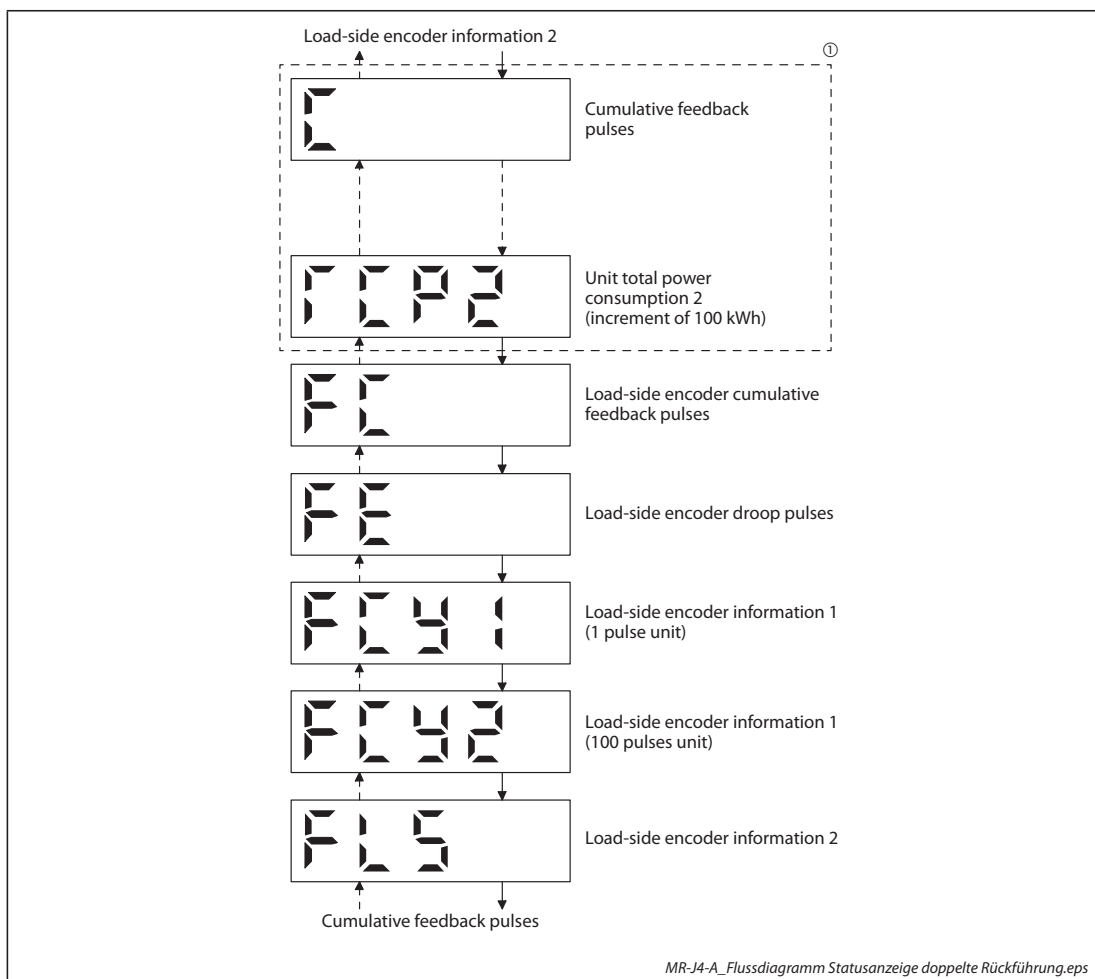 Load-side encoder information 2
①
C
Cumulative feedback
pulses
TCP2
Unit total power
consumption 2
(increment of 100 kWh)
FC
Load-side encoder cumulative
feedback pulses
FE
Load-side encoder droop pulses
FCy1
Load-side encoder information 1
(1 pulse unit)
FCy2
Load-side encoder information 1
(100 pulses unit)
FLS
Load-side encoder information 2
Cumulative feedback pulses
MR-J4-A_Flussdiagramm Statusanzeige doppelte Rückführung.eps